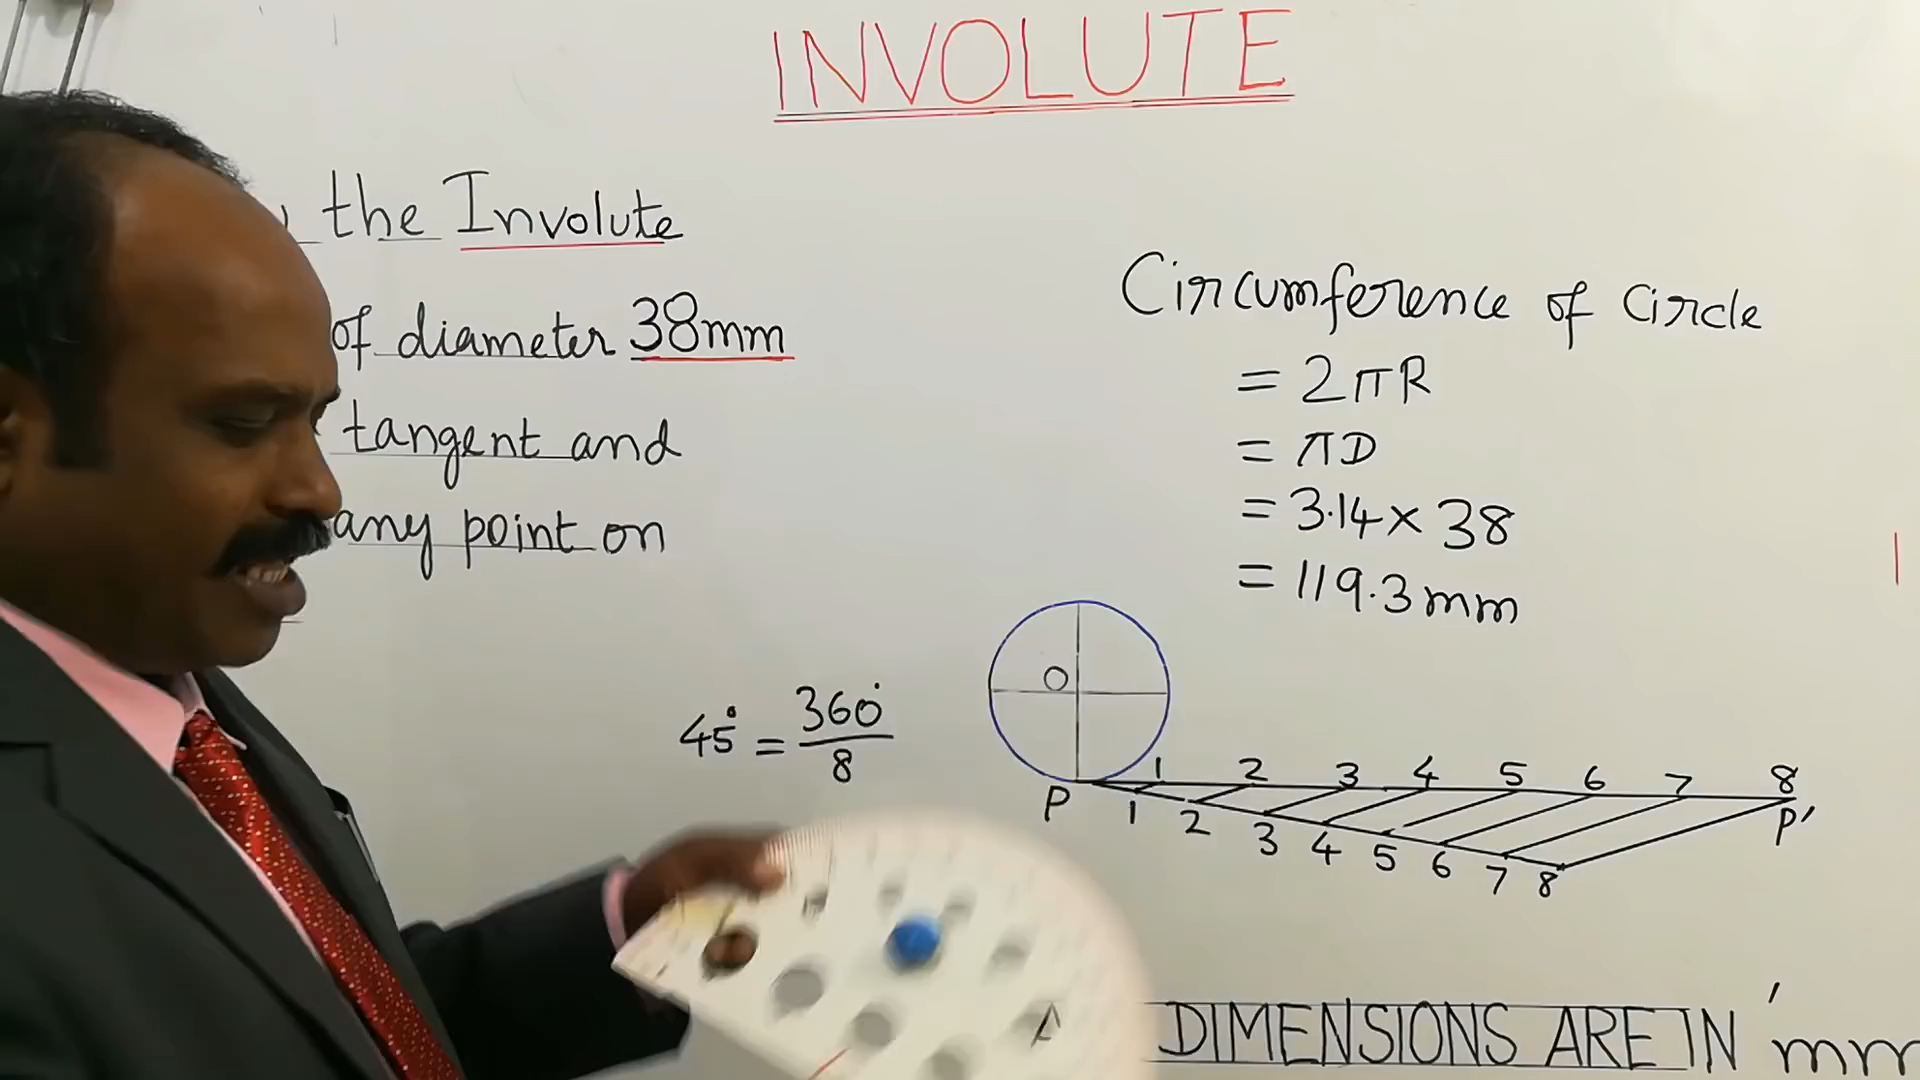 INVOLUTE
the Involute
of diameter 38mm
tangent and
any point on
Circumference of Circle
= 2πR
= πD
= 3.14 x 38
= 119.3 mm
45° = 360°/8
O
1 2 3 4 5 6 7 8
P P'
1 2 3 4 5 6 7 8
DIMENSIONS ARE IN 'mm